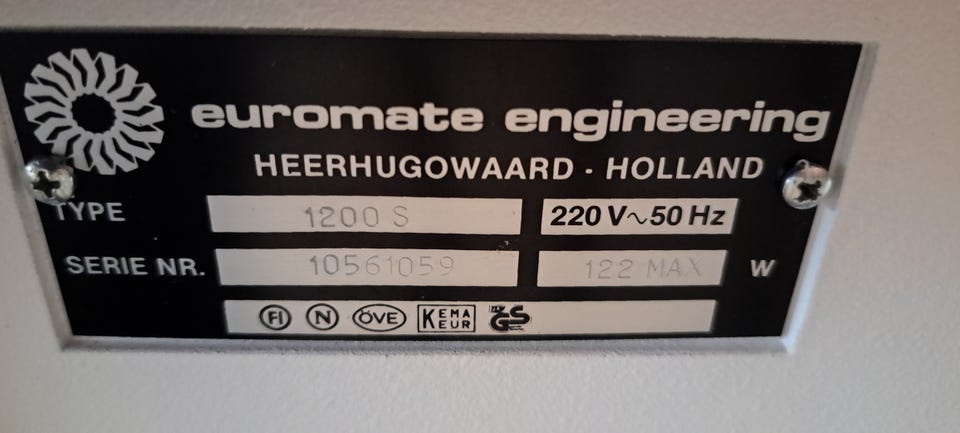 euromate engineering
HEERHUGOWAARD · HOLLAND
TYPE 1200 S 220 V~50 Hz
SERIE NR. 10561059 122 MAX W
FI N ÖVE KEMA KEUR GS